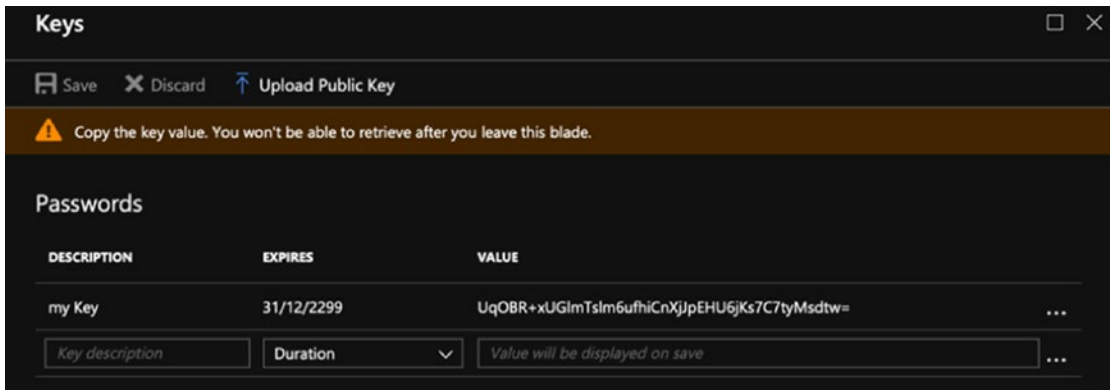 Keys
Save Discard Upload Public Key
Copy the key value. You won't be able to retrieve after you leave this blade.
Passwords
DESCRIPTION EXPIRES VALUE
my Key 31/12/2299 UqOBR+xUGlmTslm6ufhiCnXjJpEHU6jKs7C7tyMsdtw=
Key description Duration Value will be displayed on save